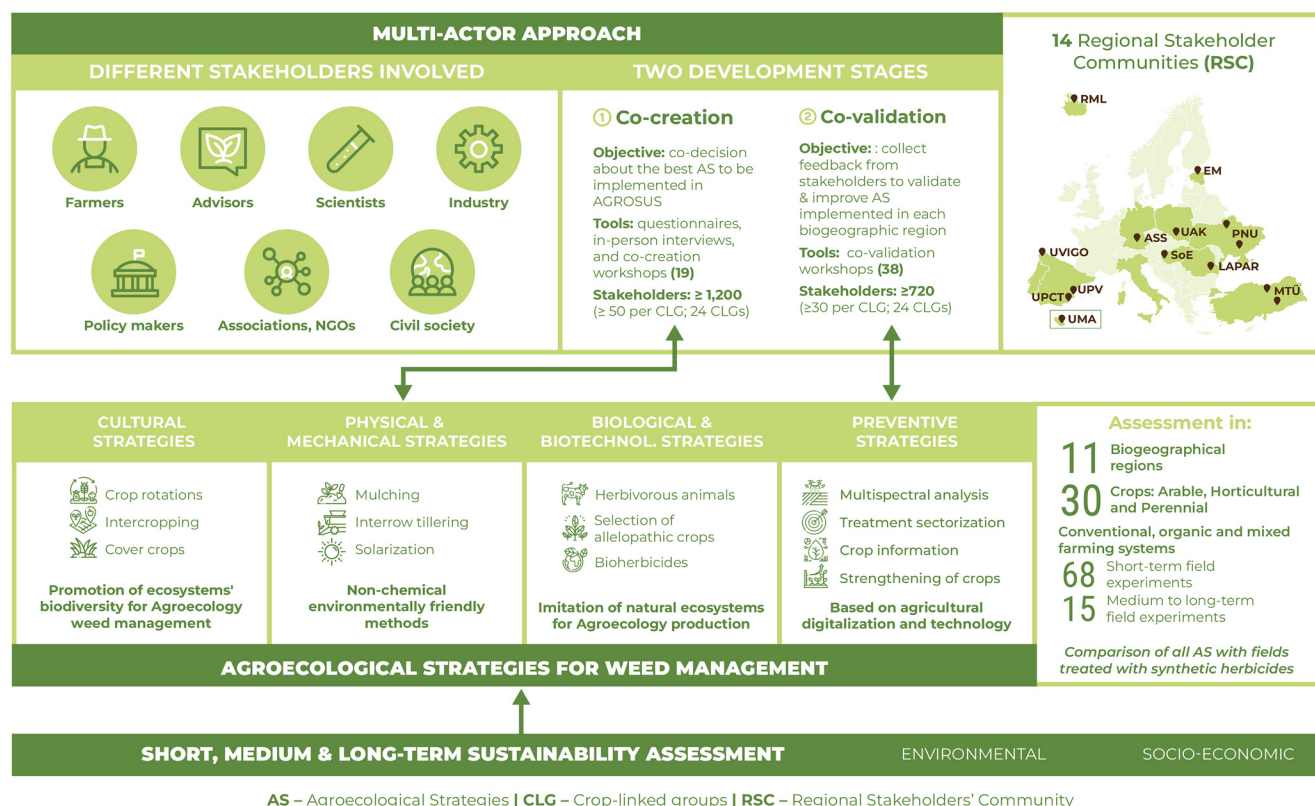 MULTI-ACTOR APPROACH
DIFFERENT STAKEHOLDERS INVOLVED
Farmers
Advisors
Scientists
Industry
Policy makers
Associations, NGOs
Civil society
TWO DEVELOPMENT STAGES
1 Co-creation
Objective: co-decision
about the best AS to be
implemented in
AGROSUS
Tools: questionnaires,
in-person interviews,
and co-creation
workshops (19)
Stakeholders: ≥ 1,200
(≥ 50 per CLG; 24 CLGs)
2 Co-validation
Objective: : collect
feedback from
stakeholders to validate
& improve AS
implemented in each
biogeographic region
Tools: co-validation
workshops (38)
Stakeholders: ≥720
(≥30 per CLG; 24 CLGs)
14 Regional Stakeholder
Communities (RSC)
RML
EM
ASS
UAK
PNU
UVIGO
SoE
LAPAR
UPCT
UPV
MTÜ
UMA
CULTURAL
STRATEGIES
Crop rotations
Intercropping
Cover crops
Promotion of ecosystems'
biodiversity for Agroecology
weed management
PHYSICAL &
MECHANICAL STRATEGIES
Mulching
Interrow tillering
Solarization
Non-chemical
environmentally friendly
methods
BIOLOGICAL &
BIOTECHNOL. STRATEGIES
Herbivorous animals
Selection of
allelopathic crops
Bioherbicides
Imitation of natural ecosystems
for Agroecology production
PREVENTIVE
STRATEGIES
Multispectral analysis
Treatment sectorization
Crop information
Strengthening of crops
Based on agricultural
digitalization and technology
Assessment in:
11 Biogeographical
regions
30 Crops: Arable, Horticultural
and Perennial
Conventional, organic and mixed
farming systems
68 Short-term field
experiments
15 Medium to long-term
field experiments
Comparison of all AS with fields
treated with synthetic herbicides
AGROECOLOGICAL STRATEGIES FOR WEED MANAGEMENT
SHORT, MEDIUM & LONG-TERM SUSTAINABILITY ASSESSMENT
ENVIRONMENTAL
SOCIO-ECONOMIC
AS – Agroecological Strategies | CLG – Crop-linked groups | RSC – Regional Stakeholders' Community